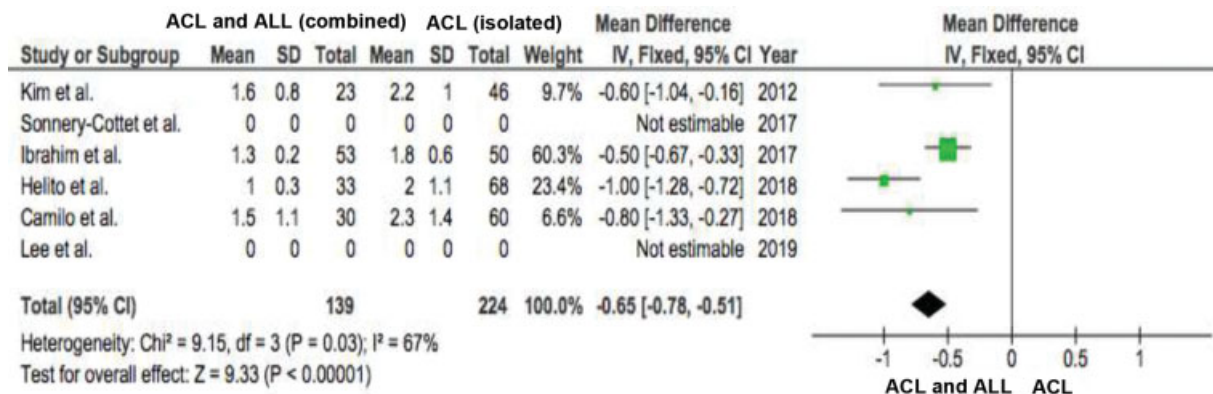 ACL and ALL (combined) ACL (isolated) Mean Difference Mean Difference
Study or Subgroup Mean SD Total Mean SD Total Weight IV, Fixed, 95% CI Year IV, Fixed, 95% CI
Kim et al. 1.6 0.8 23 2.2 1 46 9.7% -0.60 [-1.04, -0.16] 2012
Sonnery-Cottet et al. 0 0 0 0 0 0 Not estimable 2017
Ibrahim et al. 1.3 0.2 53 1.8 0.6 50 60.3% -0.50 [-0.67, -0.33] 2017
Helito et al. 1 0.3 33 2 1.1 68 23.4% -1.00 [-1.28, -0.72] 2018
Camilo et al. 1.5 1.1 30 2.3 1.4 60 6.6% -0.80 [-1.33, -0.27] 2018
Lee et al. 0 0 0 0 0 0 Not estimable 2019
Total (95% CI) 139 224 100.0% -0.65 [-0.78, -0.51]
Heterogeneity: Chi² = 9.15, df = 3 (P = 0.03); I² = 67%
Test for overall effect: Z = 9.33 (P < 0.00001)
-1 -0.5 0 0.5 1
ACL and ALL ACL